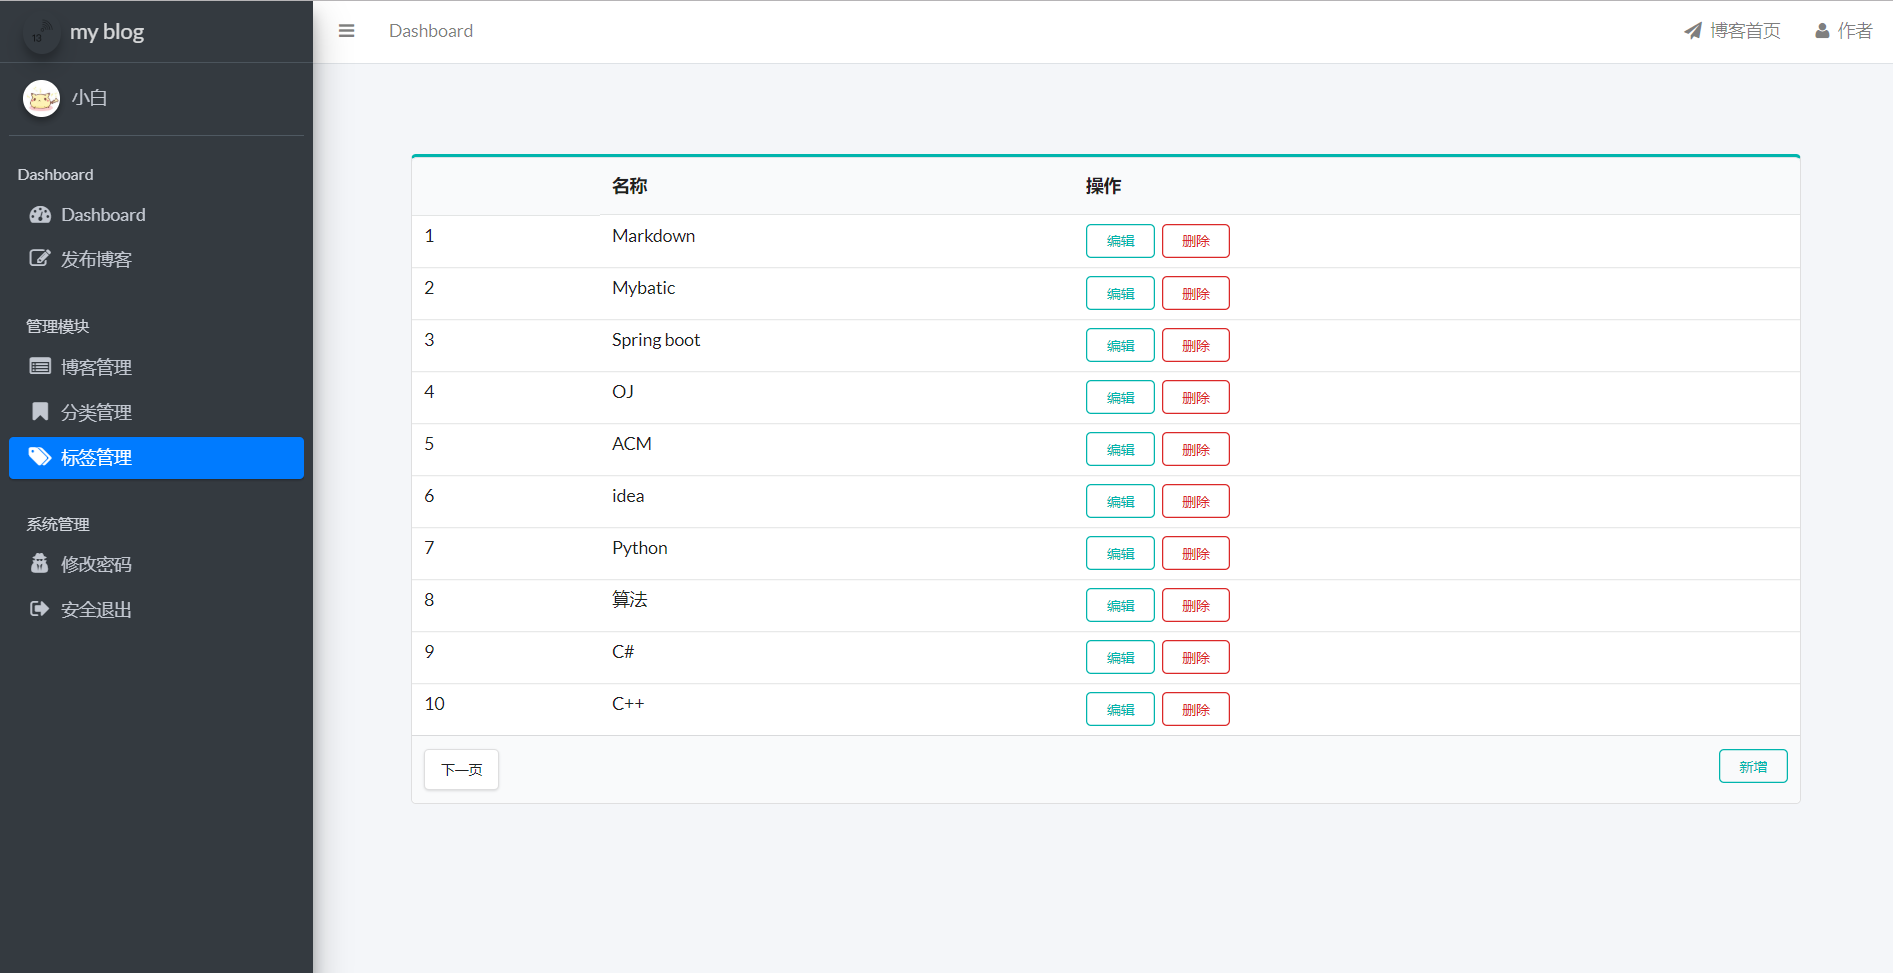 13 my blog
小白
Dashboard
Dashboard
发布博客
管理模块
博客管理
分类管理
标签管理
系统管理
修改密码
安全退出
Dashboard 博客首页 作者
名称 操作
1 Markdown 编辑 删除
2 Mybatic 编辑 删除
3 Spring boot 编辑 删除
4 OJ 编辑 删除
5 ACM 编辑 删除
6 idea 编辑 删除
7 Python 编辑 删除
8 算法 编辑 删除
9 C# 编辑 删除
10 C++ 编辑 删除
下一页 新增